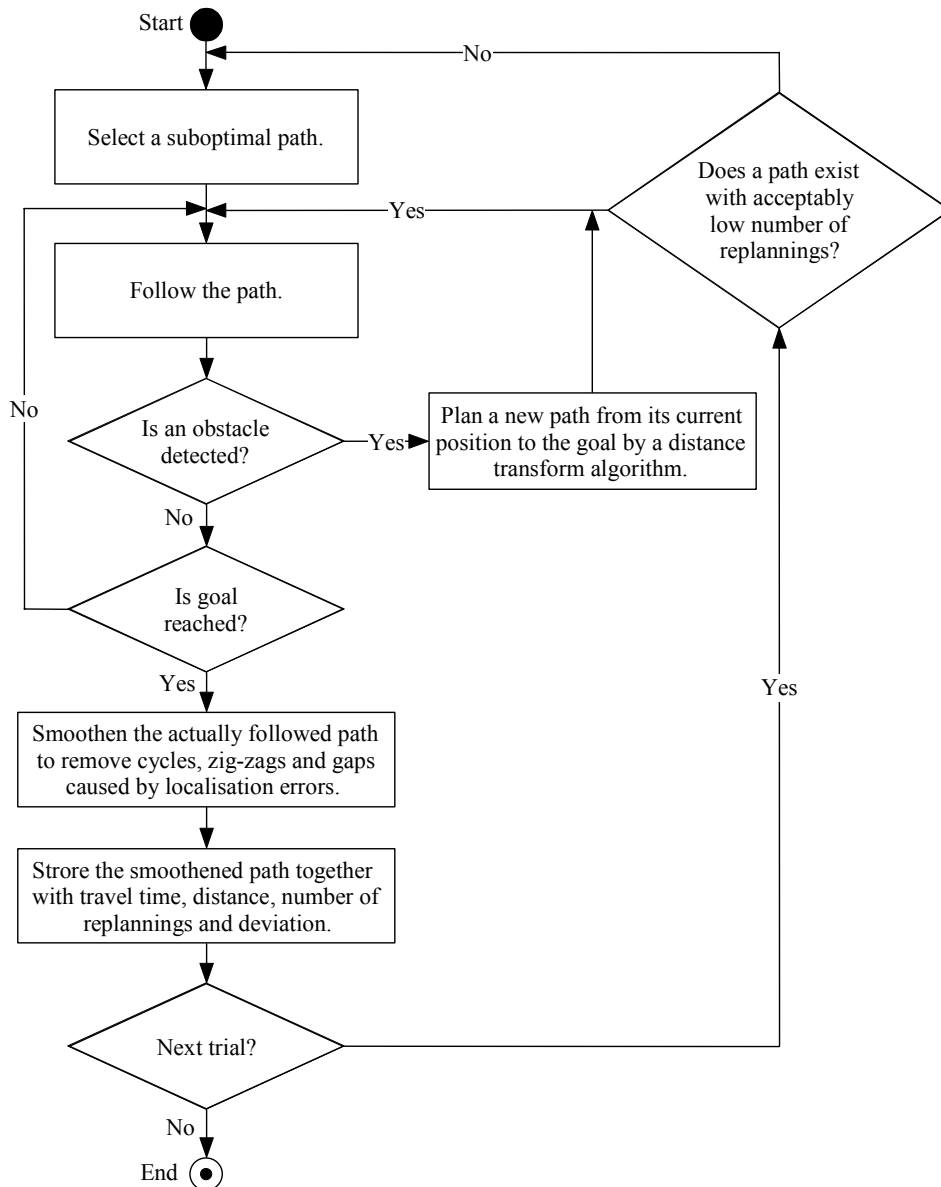 Start
No
Select a suboptimal path.
Does a path exist
with acceptably
low number of
replannings?
Yes
Follow the path.
No
Is an obstacle
detected?
Yes
Plan a new path from its current
position to the goal by a distance
transform algorithm.
No
Is goal
reached?
Yes
Yes
Smoothen the actually followed path
to remove cycles, zig-zags and gaps
caused by localisation errors.
Strore the smoothened path together
with travel time, distance, number of
replannings and deviation.
Next trial?
No
End